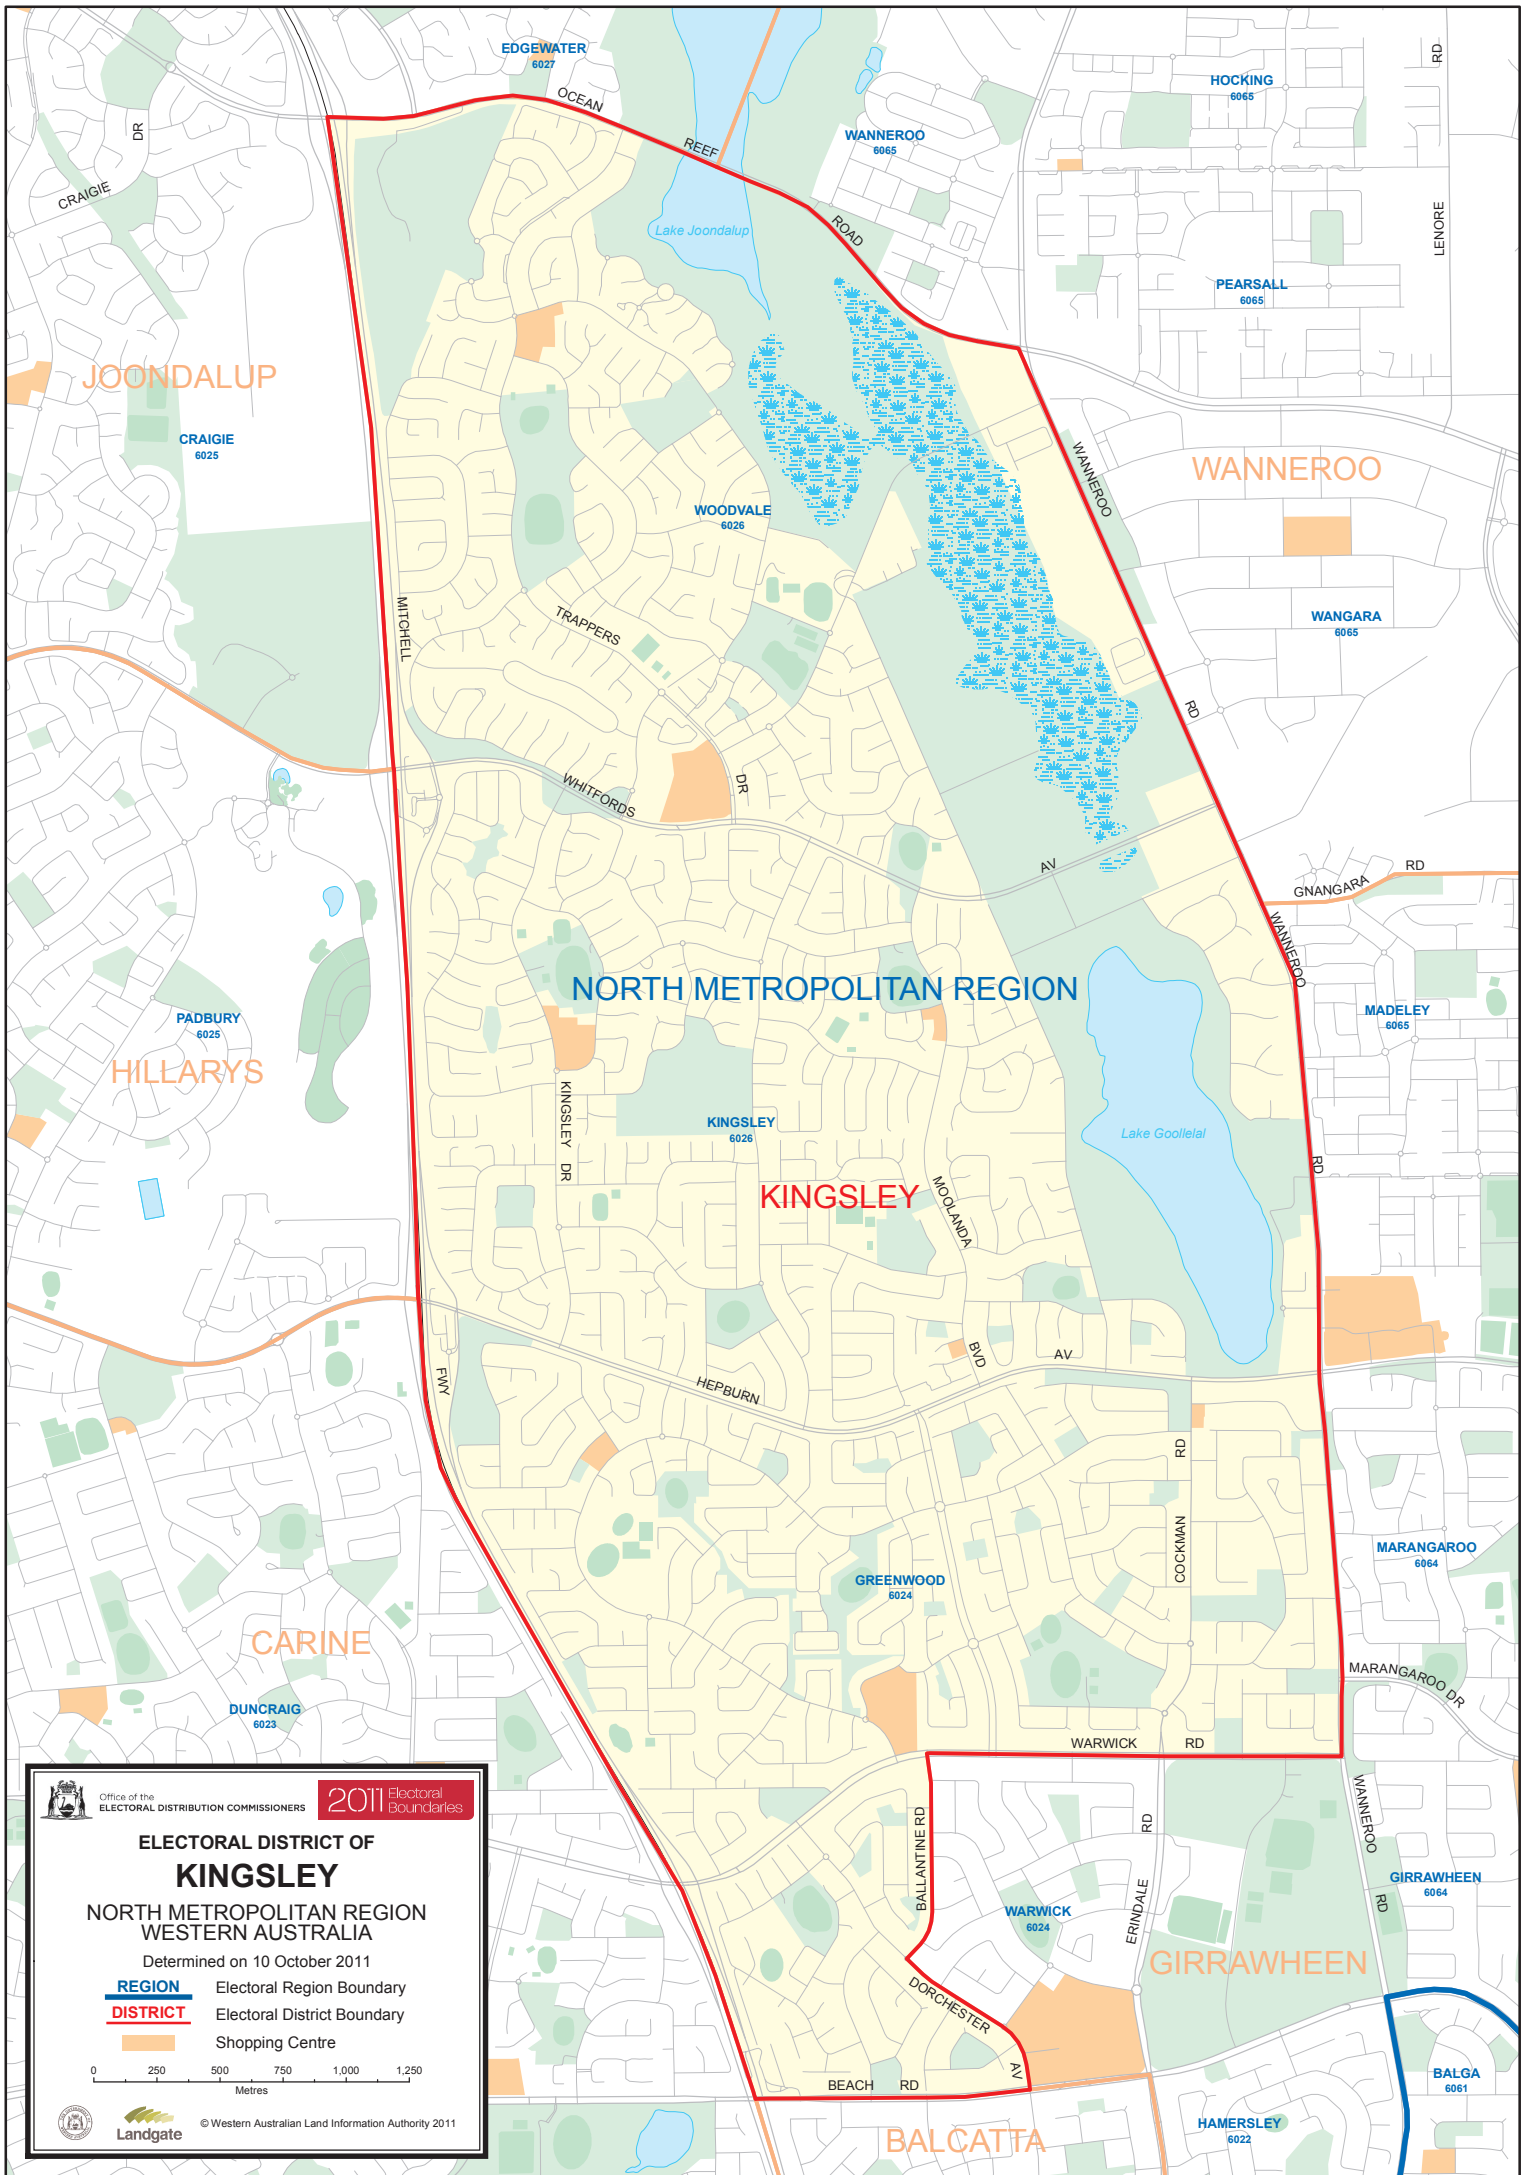 EDGEWATER
6027
OCEAN
REEF
ROAD
DR
CRAIGIE
WANNEROO
6065
HOCKING
6065
RD
LENORE
Lake Joondalup
PEARSALL
6065
JOONDALUP
CRAIGIE
6025
WANNEROO
WANNEROO
RD
WOODVALE
6026
MITCHELL
TRAPPERS
DR
WANGARA
6065
WHITFORDS
AV
GNANGARA
RD
WANNEROO
RD
NORTH METROPOLITAN REGION
PADBURY
6025
HILLARYS
MADELEY
6065
KINGSLEY
DR
KINGSLEY
6026
Lake Goollelal
KINGSLEY
MOOLANDA
BVD
AV
HEPBURN
FWY
RD
COCKMAN
MARANGAROO
6064
GREENWOOD
6024
CARINE
MARANGAROO DR
DUNCRAIG
6023
WARWICK
RD
WANNEROO
RD
BALLANTINE RD
RD
ERINDALE
GIRRAWHEEN
6064
WARWICK
6024
GIRRAWHEEN
DORCHESTER
AV
BEACH
RD
BALGA
6061
HAMERSLEY
6022
BALCATTA
Office of the
ELECTORAL DISTRIBUTION COMMISSIONERS
2011 Electoral
Boundaries
ELECTORAL DISTRICT OF
KINGSLEY
NORTH METROPOLITAN REGION
WESTERN AUSTRALIA
Determined on 10 October 2011
REGION Electoral Region Boundary
DISTRICT Electoral District Boundary
Shopping Centre
0 250 500 750 1,000 1,250
Metres
Landgate
© Western Australian Land Information Authority 2011